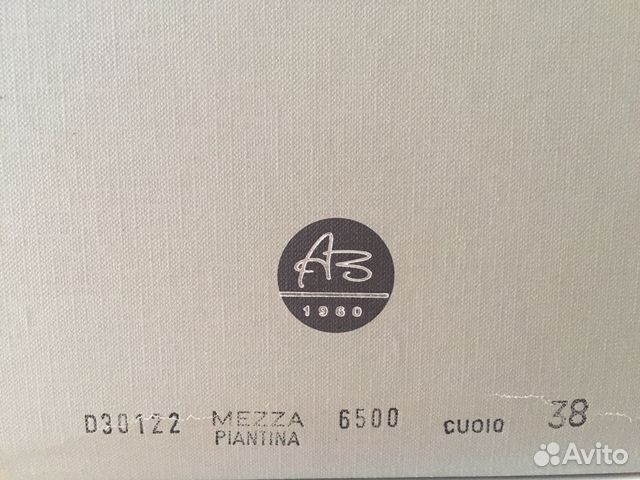 AB
1960
D30122 MEZZA PIANTINA 6500 CUOIO 38
Avito